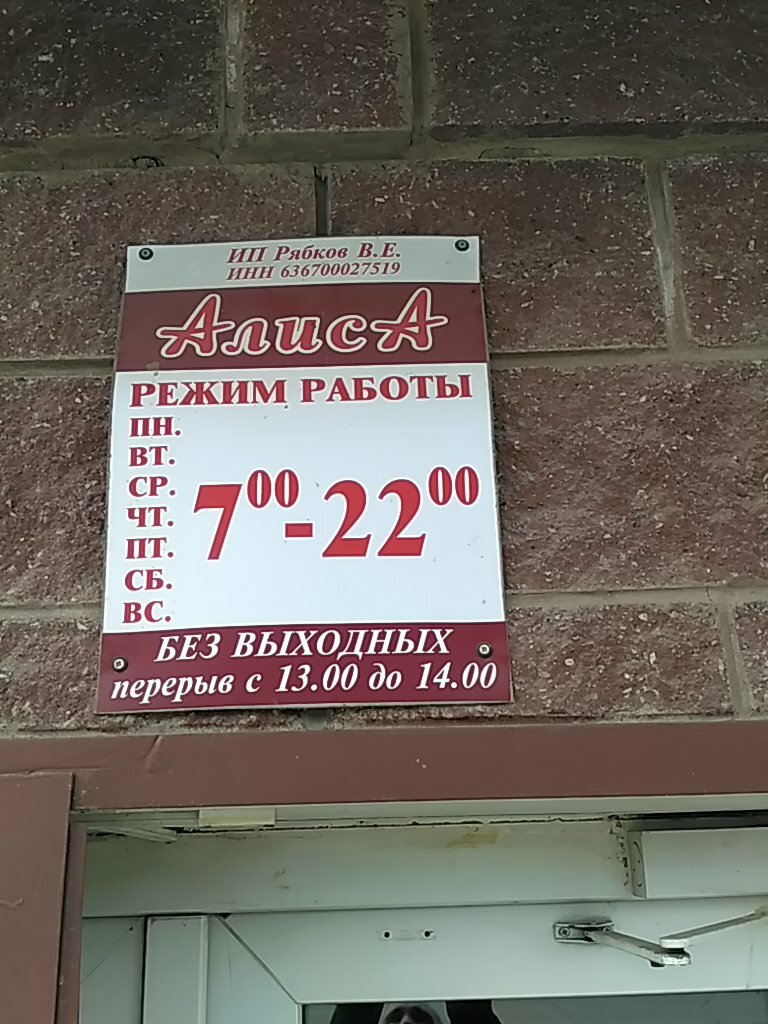 ИП Рябков В.Е.
ИНН 636700027519
АлисА
РЕЖИМ РАБОТЫ
ПН.
ВТ.
СР.
ЧТ.
ПТ.
СБ.
ВС.
700-2200
БЕЗ ВЫХОДНЫХ
перерыв с 13.00 до 14.00